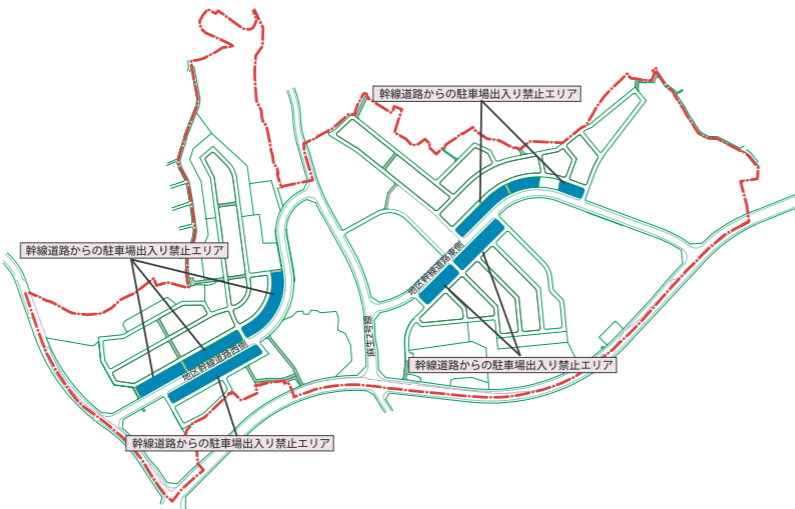 幹線道路からの駐車場出入り禁止エリア
幹線道路からの駐車場出入り禁止エリア
地区幹線道路東側
麻生2号線
地区幹線道路西側
幹線道路からの駐車場出入り禁止エリア
幹線道路からの駐車場出入り禁止エリア